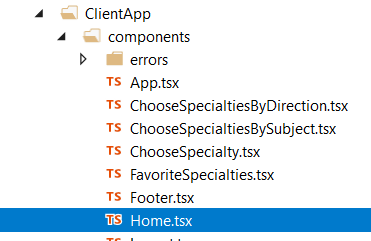 ClientApp
components
errors
TS App.tsx
TS ChooseSpecialtiesByDirection.tsx
TS ChooseSpecialtiesBySubject.tsx
TS ChooseSpecialty.tsx
TS FavoriteSpecialties.tsx
TS Footer.tsx
TS Home.tsx